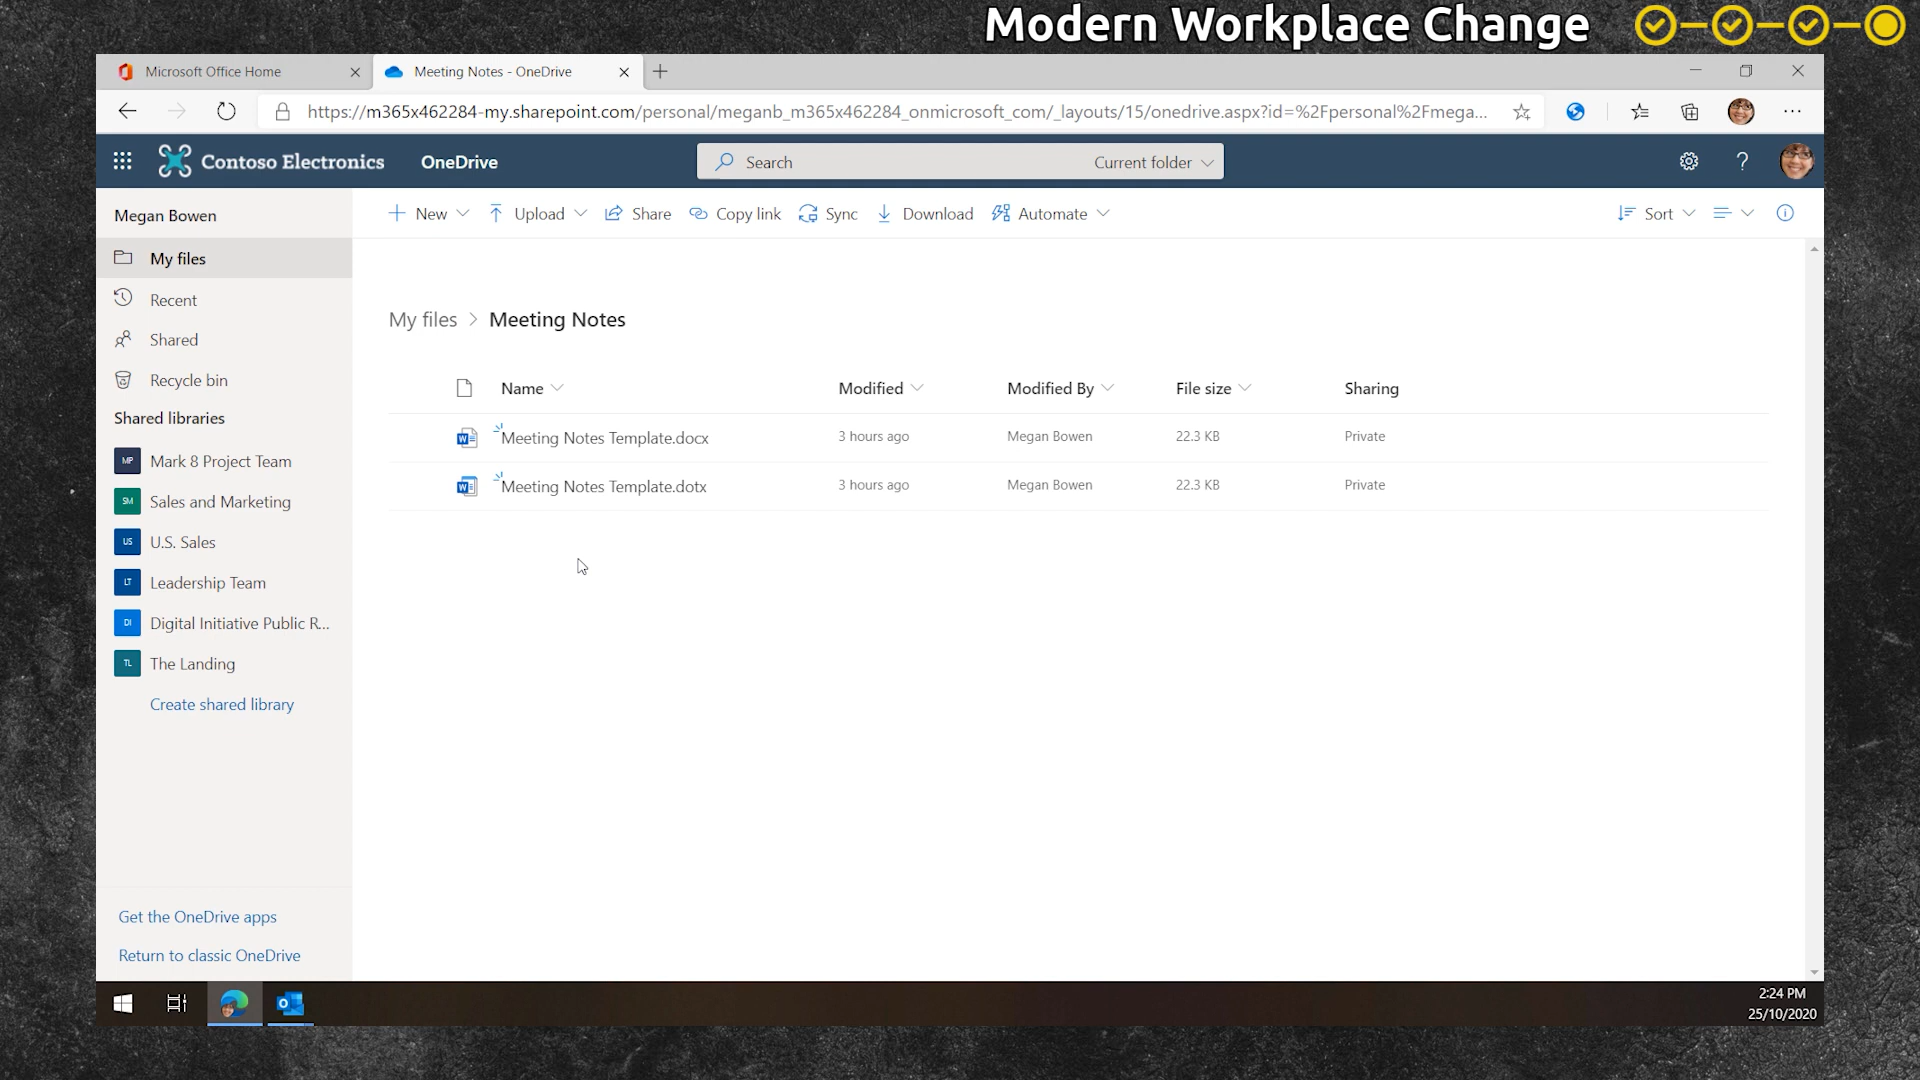 Modern Workplace Change
Microsoft Office Home
Meeting Notes - OneDrive
https://m365x462284-my.sharepoint.com/personal/meganb_m365x462284_onmicrosoft_com/_layouts/15/onedrive.aspx?id=%2Fpersonal%2Fmega...
Contoso Electronics
OneDrive
Search
Current folder
Megan Bowen
New
Upload
Share
Copy link
Sync
Download
Automate
Sort
My files
Recent
Shared
Recycle bin
Shared libraries
MP Mark 8 Project Team
SM Sales and Marketing
US U.S. Sales
LT Leadership Team
DI Digital Initiative Public R...
TL The Landing
Create shared library
Get the OneDrive apps
Return to classic OneDrive
My files > Meeting Notes
Name Modified Modified By File size Sharing
Meeting Notes Template.docx 3 hours ago Megan Bowen 22.3 KB Private
Meeting Notes Template.dotx 3 hours ago Megan Bowen 22.3 KB Private
2:24 PM
25/10/2020